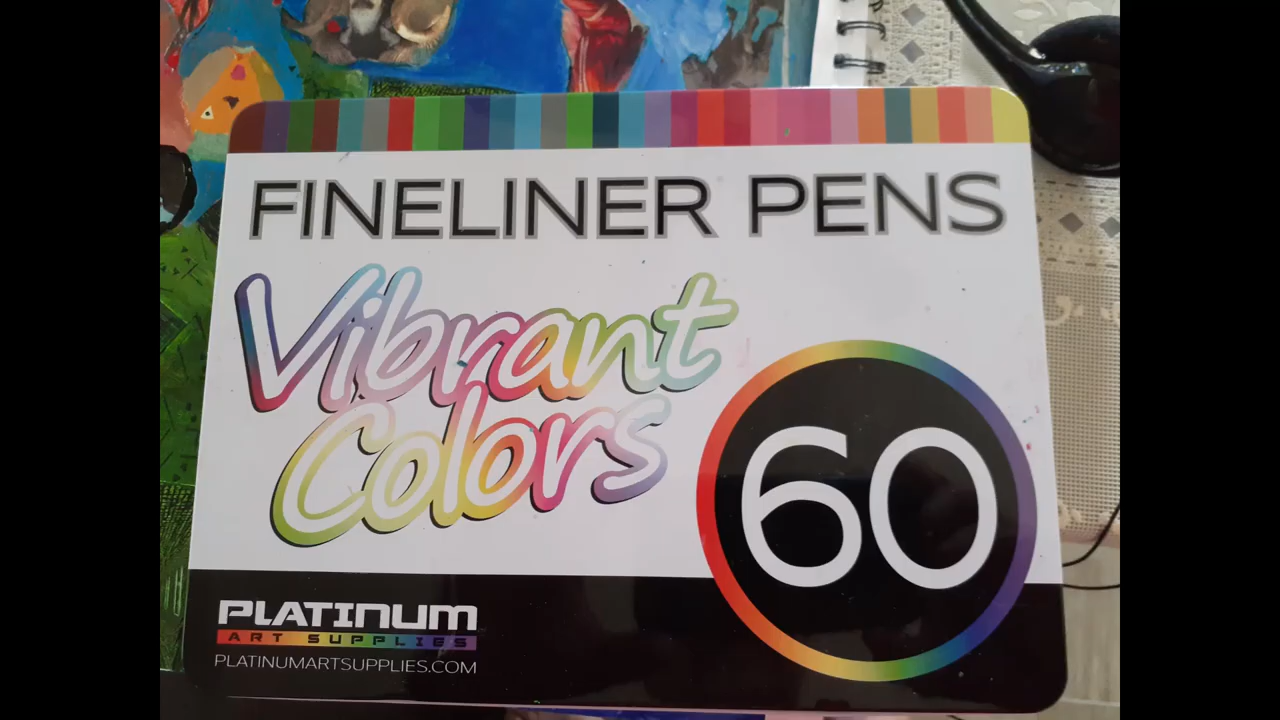 FINELINER PENS
Vibrant
Colors
60
PLATINUM
ART SUPPLIES
PLATINUMARTSUPPLIES.COM